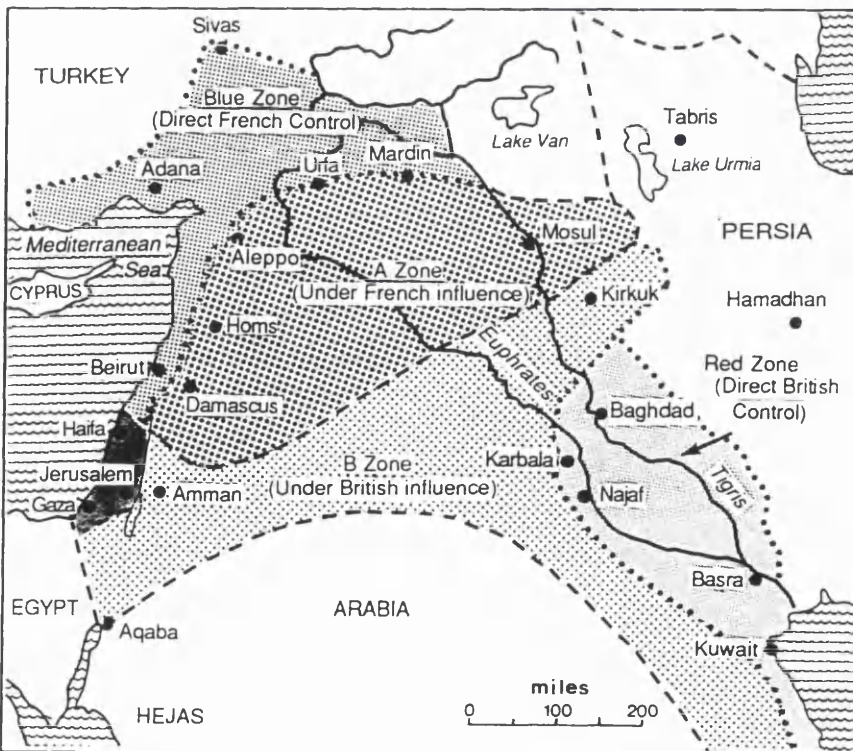 Sivas
TURKEY
Blue Zone
(Direct French Control)
Lake Van
Tabris
Lake Urmia
Adana
Urfa
Mardin
Mediterranean
Sea
CYPRUS
Aleppo
Mosul
PERSIA
A Zone
(Under French influence)
Kirkuk
Hamadhan
Homs
Euphrales
Beirut
Damascus
Red Zone
(Direct British
Control)
Baghdad
Haifa
Jerusalem
Gaza
Amman
B Zone
(Under British influence)
Karbala
Najaf
Tigris
Basra
EGYPT
Aqaba
ARABIA
Kuwait
HEJAS
miles
0 100 200